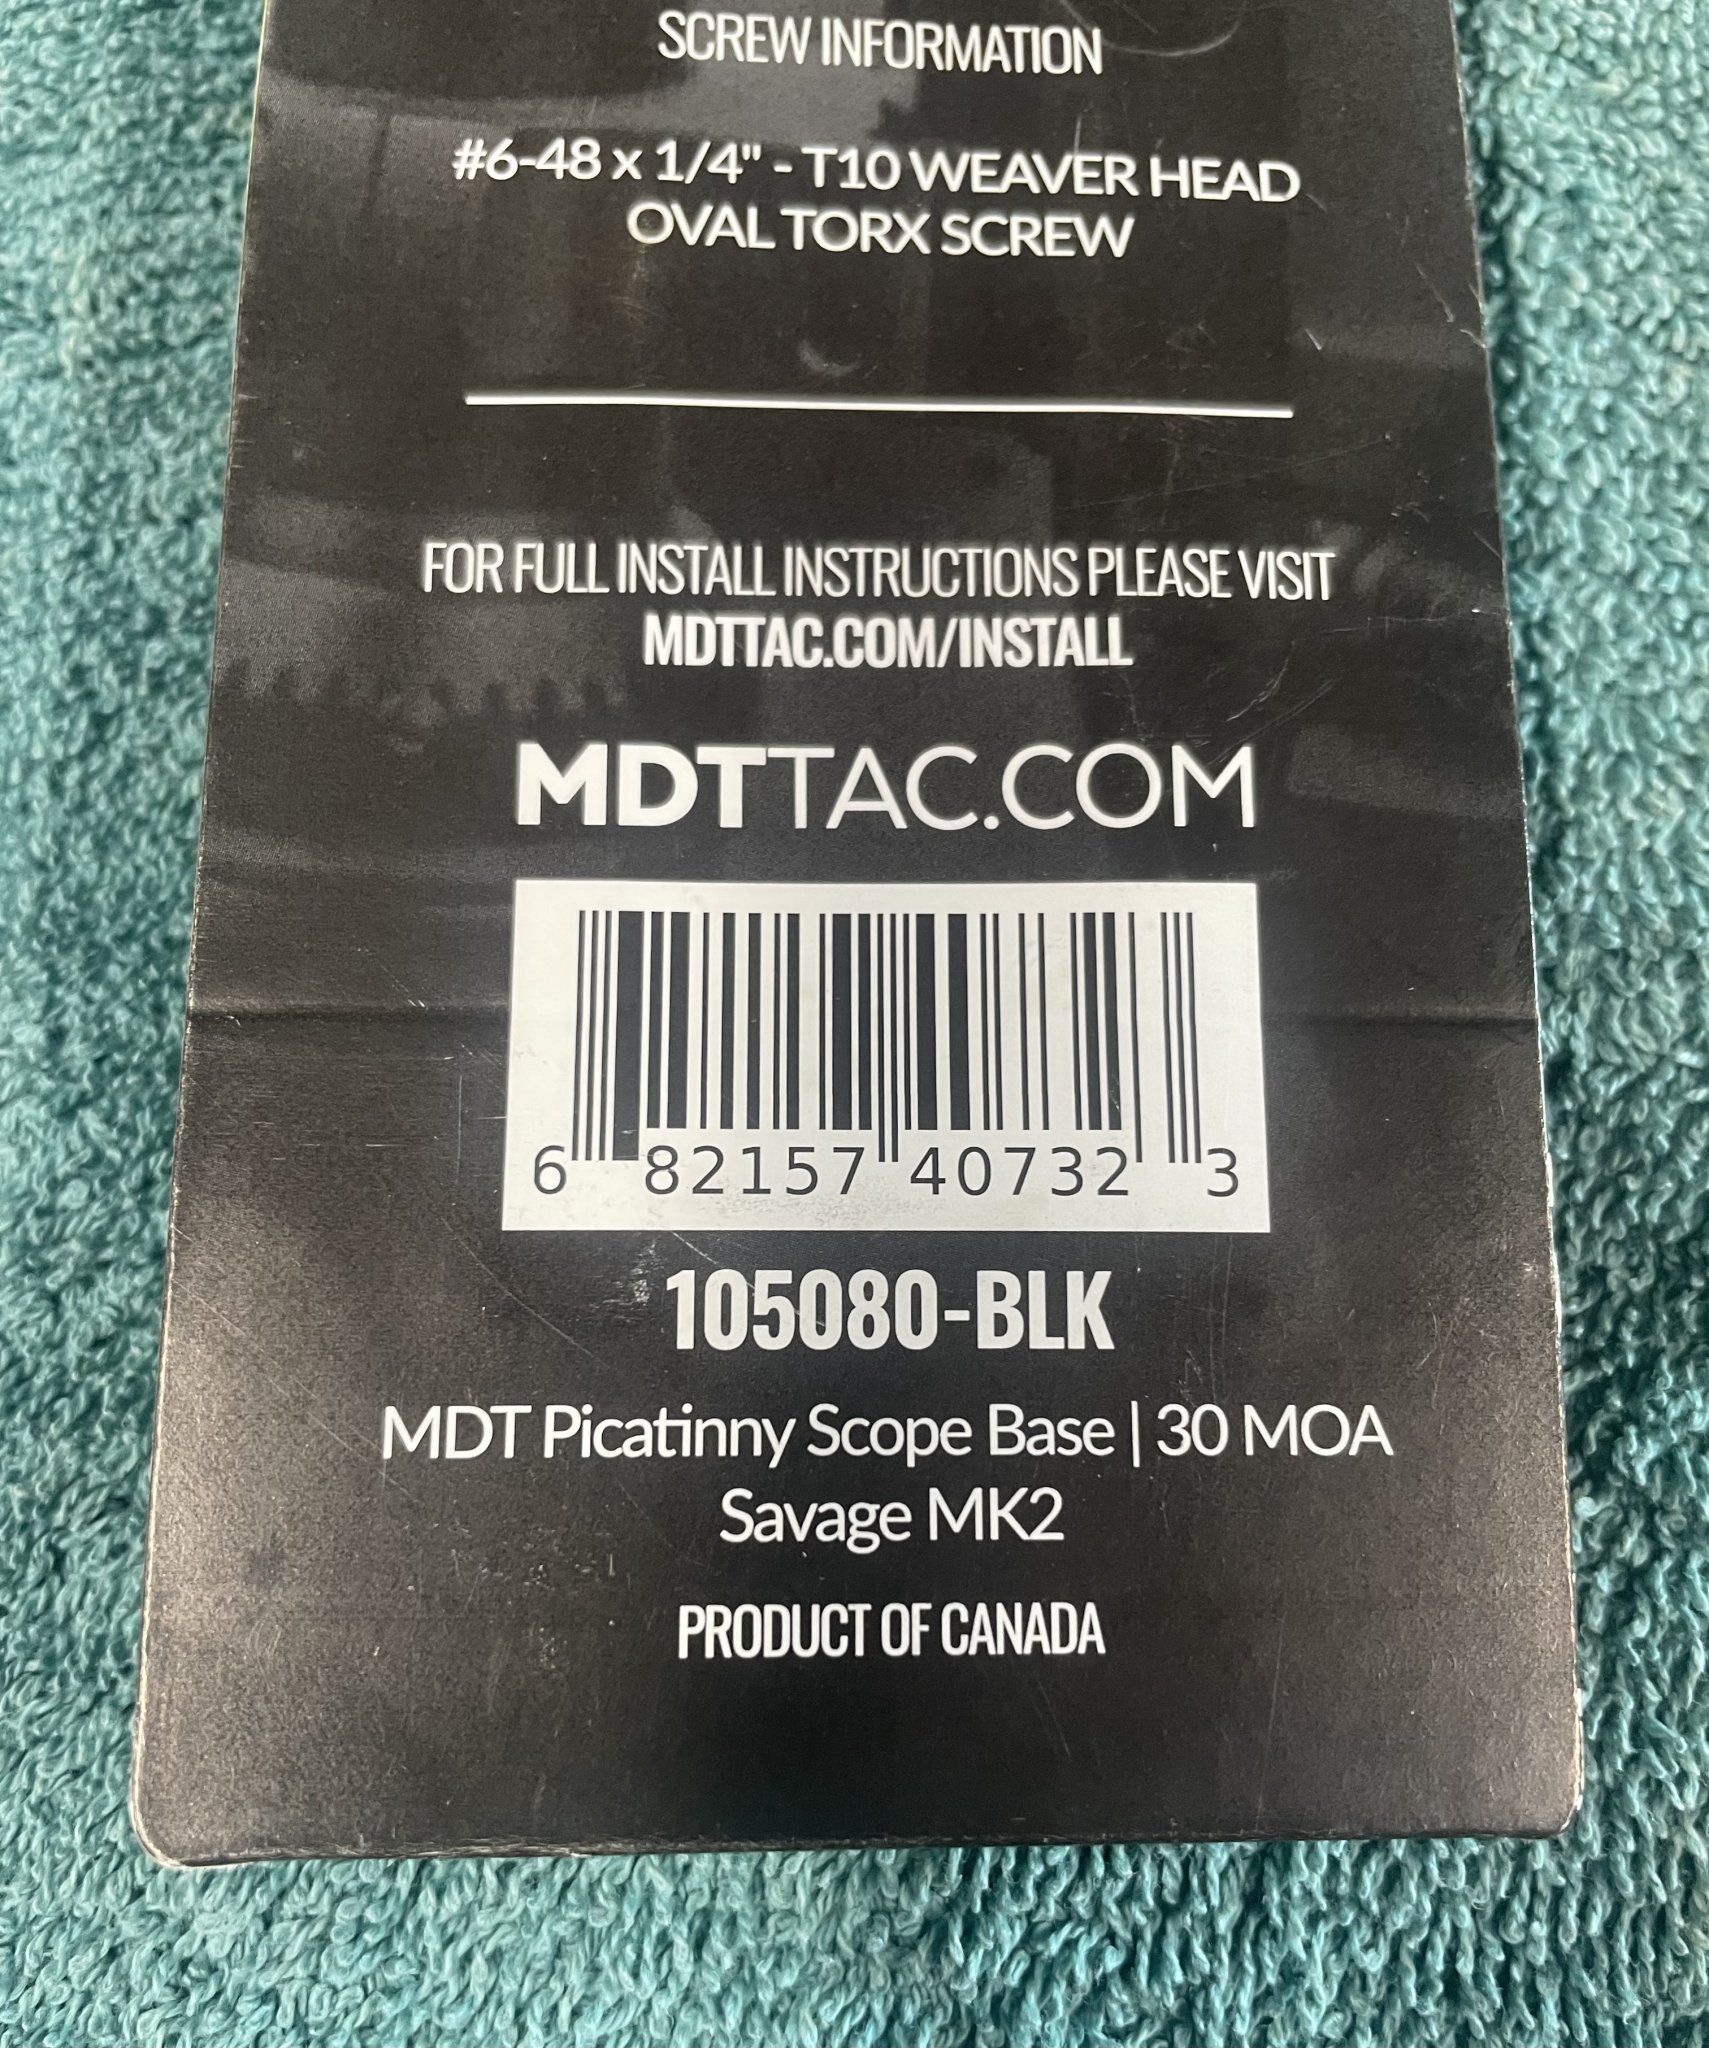 SCREW INFORMATION
#6-48 x 1/4" - T10 WEAVER HEAD
OVAL TORX SCREW
FOR FULL INSTALL INSTRUCTIONS PLEASE VISIT
MDTTAC.COM/INSTALL
MDTTAC.COM
6 82157 40732 3
105080-BLK
MDT Picatinny Scope Base | 30 MOA
Savage MK2
PRODUCT OF CANADA